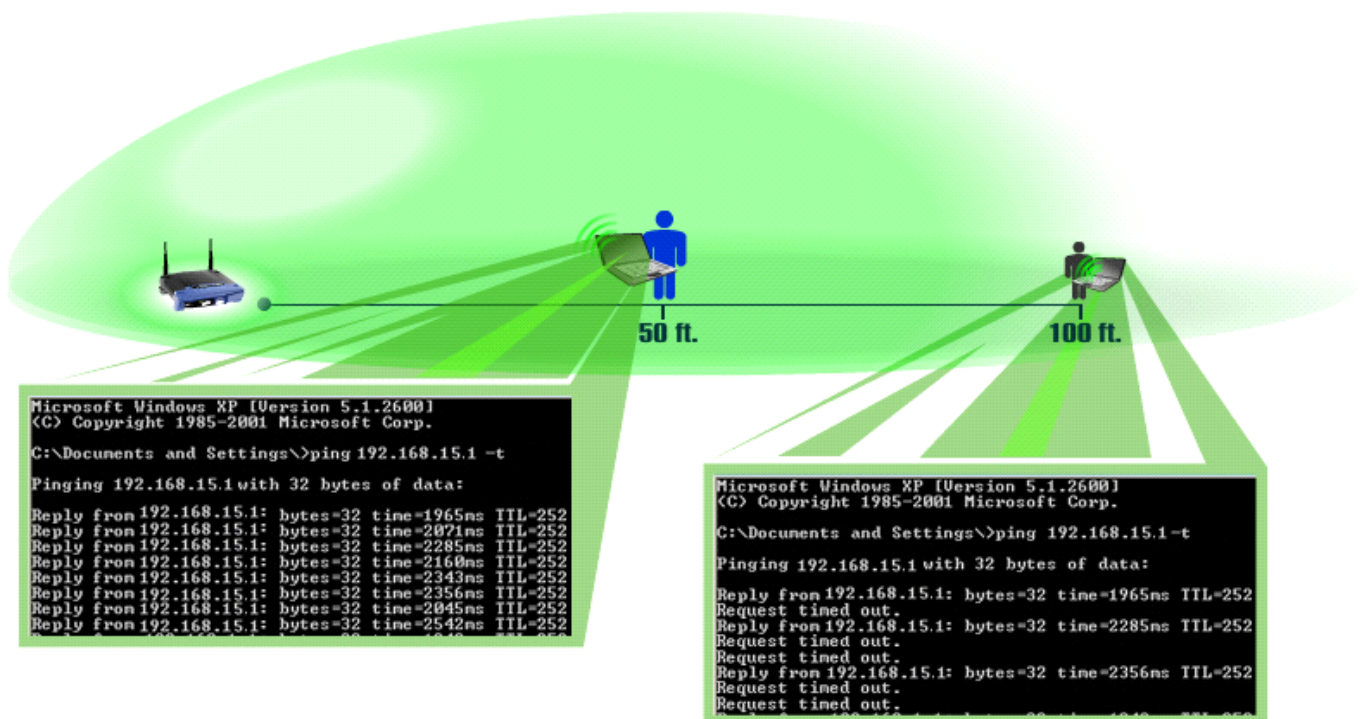 50 ft.
100 ft.
Microsoft Windows XP [Version 5.1.2600]
(C) Copyright 1985-2001 Microsoft Corp.
C:\Documents and Settings\>ping 192.168.15.1 -t
Pinging 192.168.15.1 with 32 bytes of data:
Reply from 192.168.15.1: bytes=32 time=1965ms TTL=252
Reply from 192.168.15.1: bytes=32 time=2071ms TTL=252
Reply from 192.168.15.1: bytes=32 time=2285ms TTL=252
Reply from 192.168.15.1: bytes=32 time=2160ms TTL=252
Reply from 192.168.15.1: bytes=32 time=2343ms TTL=252
Reply from 192.168.15.1: bytes=32 time=2356ms TTL=252
Reply from 192.168.15.1: bytes=32 time=2045ms TTL=252
Reply from 192.168.15.1: bytes=32 time=2542ms TTL=252
Microsoft Windows XP [Version 5.1.2600]
(C) Copyright 1985-2001 Microsoft Corp.
C:\Documents and Settings\>ping 192.168.15.1-t
Pinging 192.168.15.1 with 32 bytes of data:
Reply from 192.168.15.1: bytes=32 time=1965ms TTL=252
Request timed out.
Reply from 192.168.15.1: bytes=32 time=2285ms TTL=252
Request timed out.
Request timed out.
Reply from 192.168.15.1: bytes=32 time=2356ms TTL=252
Request timed out.
Request timed out.